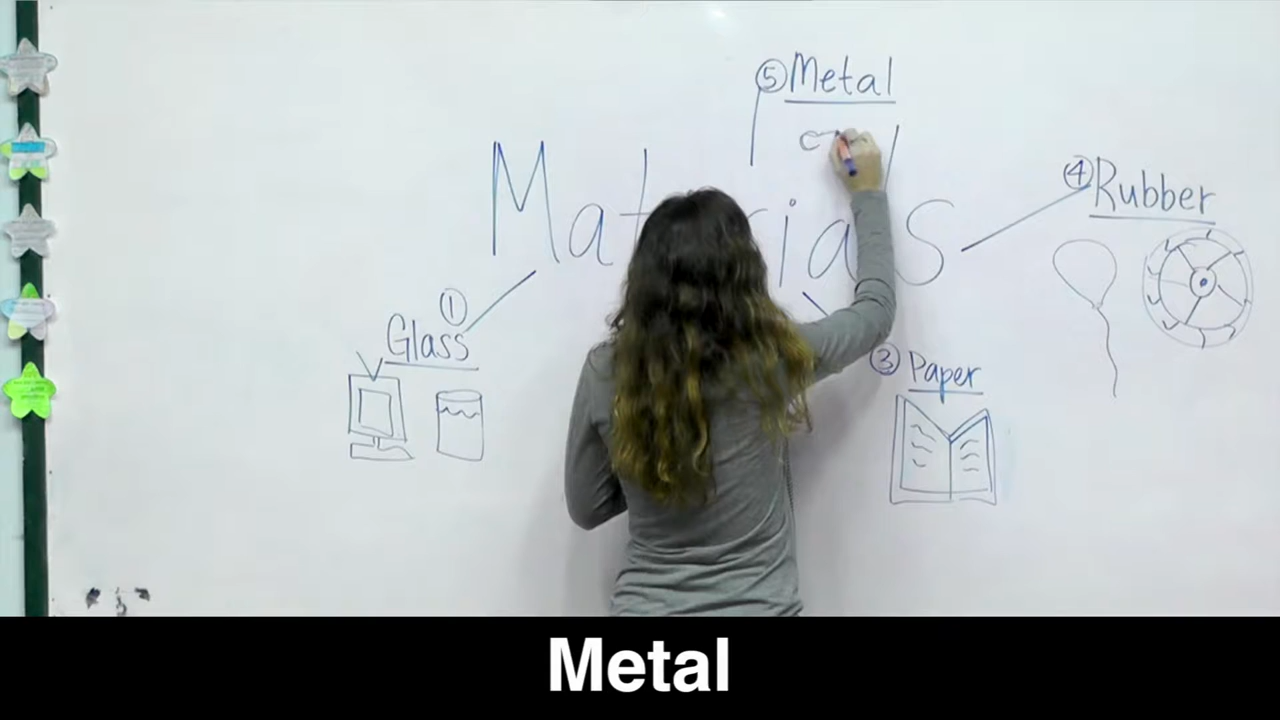 ⑤ Metal
Materials
④ Rubber
① Glass
③ Paper
Metal